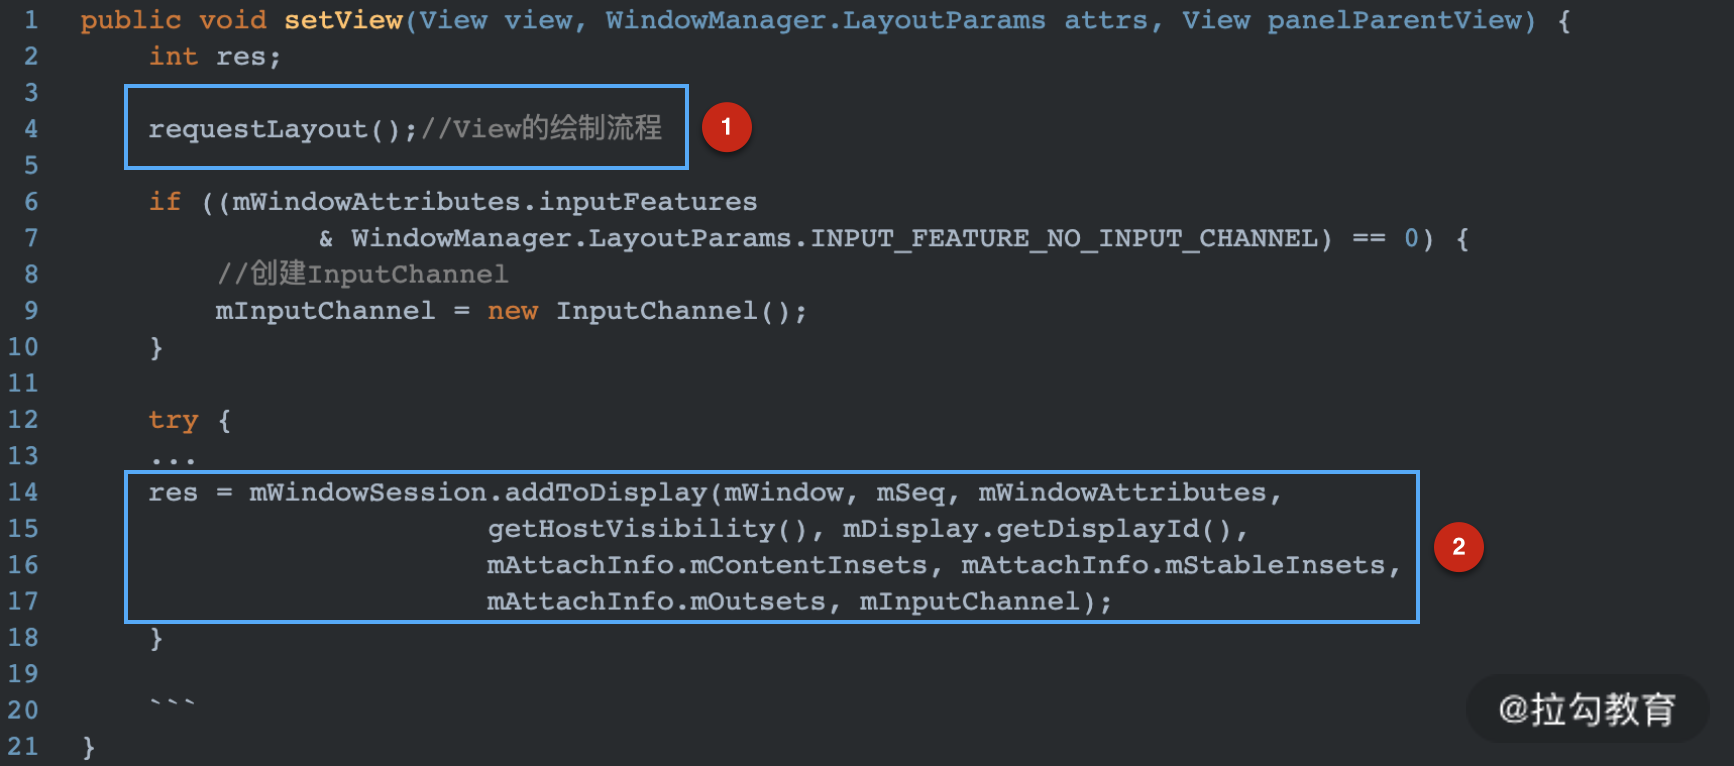 1 public void setView(View view, WindowManager.LayoutParams attrs, View panelParentView) {
2 int res;
3
4 requestLayout();//View的绘制流程
1
5
6 if ((mWindowAttributes.inputFeatures
7 & WindowManager.LayoutParams.INPUT_FEATURE_NO_INPUT_CHANNEL) == 0) {
8 //创建InputChannel
9 mInputChannel = new InputChannel();
10 }
11
12 try {
13 ...
14 res = mWindowSession.addToDisplay(mWindow, mSeq, mWindowAttributes,
15 getHostVisibility(), mDisplay.getDisplayId(),
2
16 mAttachInfo.mContentInsets, mAttachInfo.mStableInsets,
17 mAttachInfo.mOutsets, mInputChannel);
18 }
19
20 ```
21 }
@拉勾教育